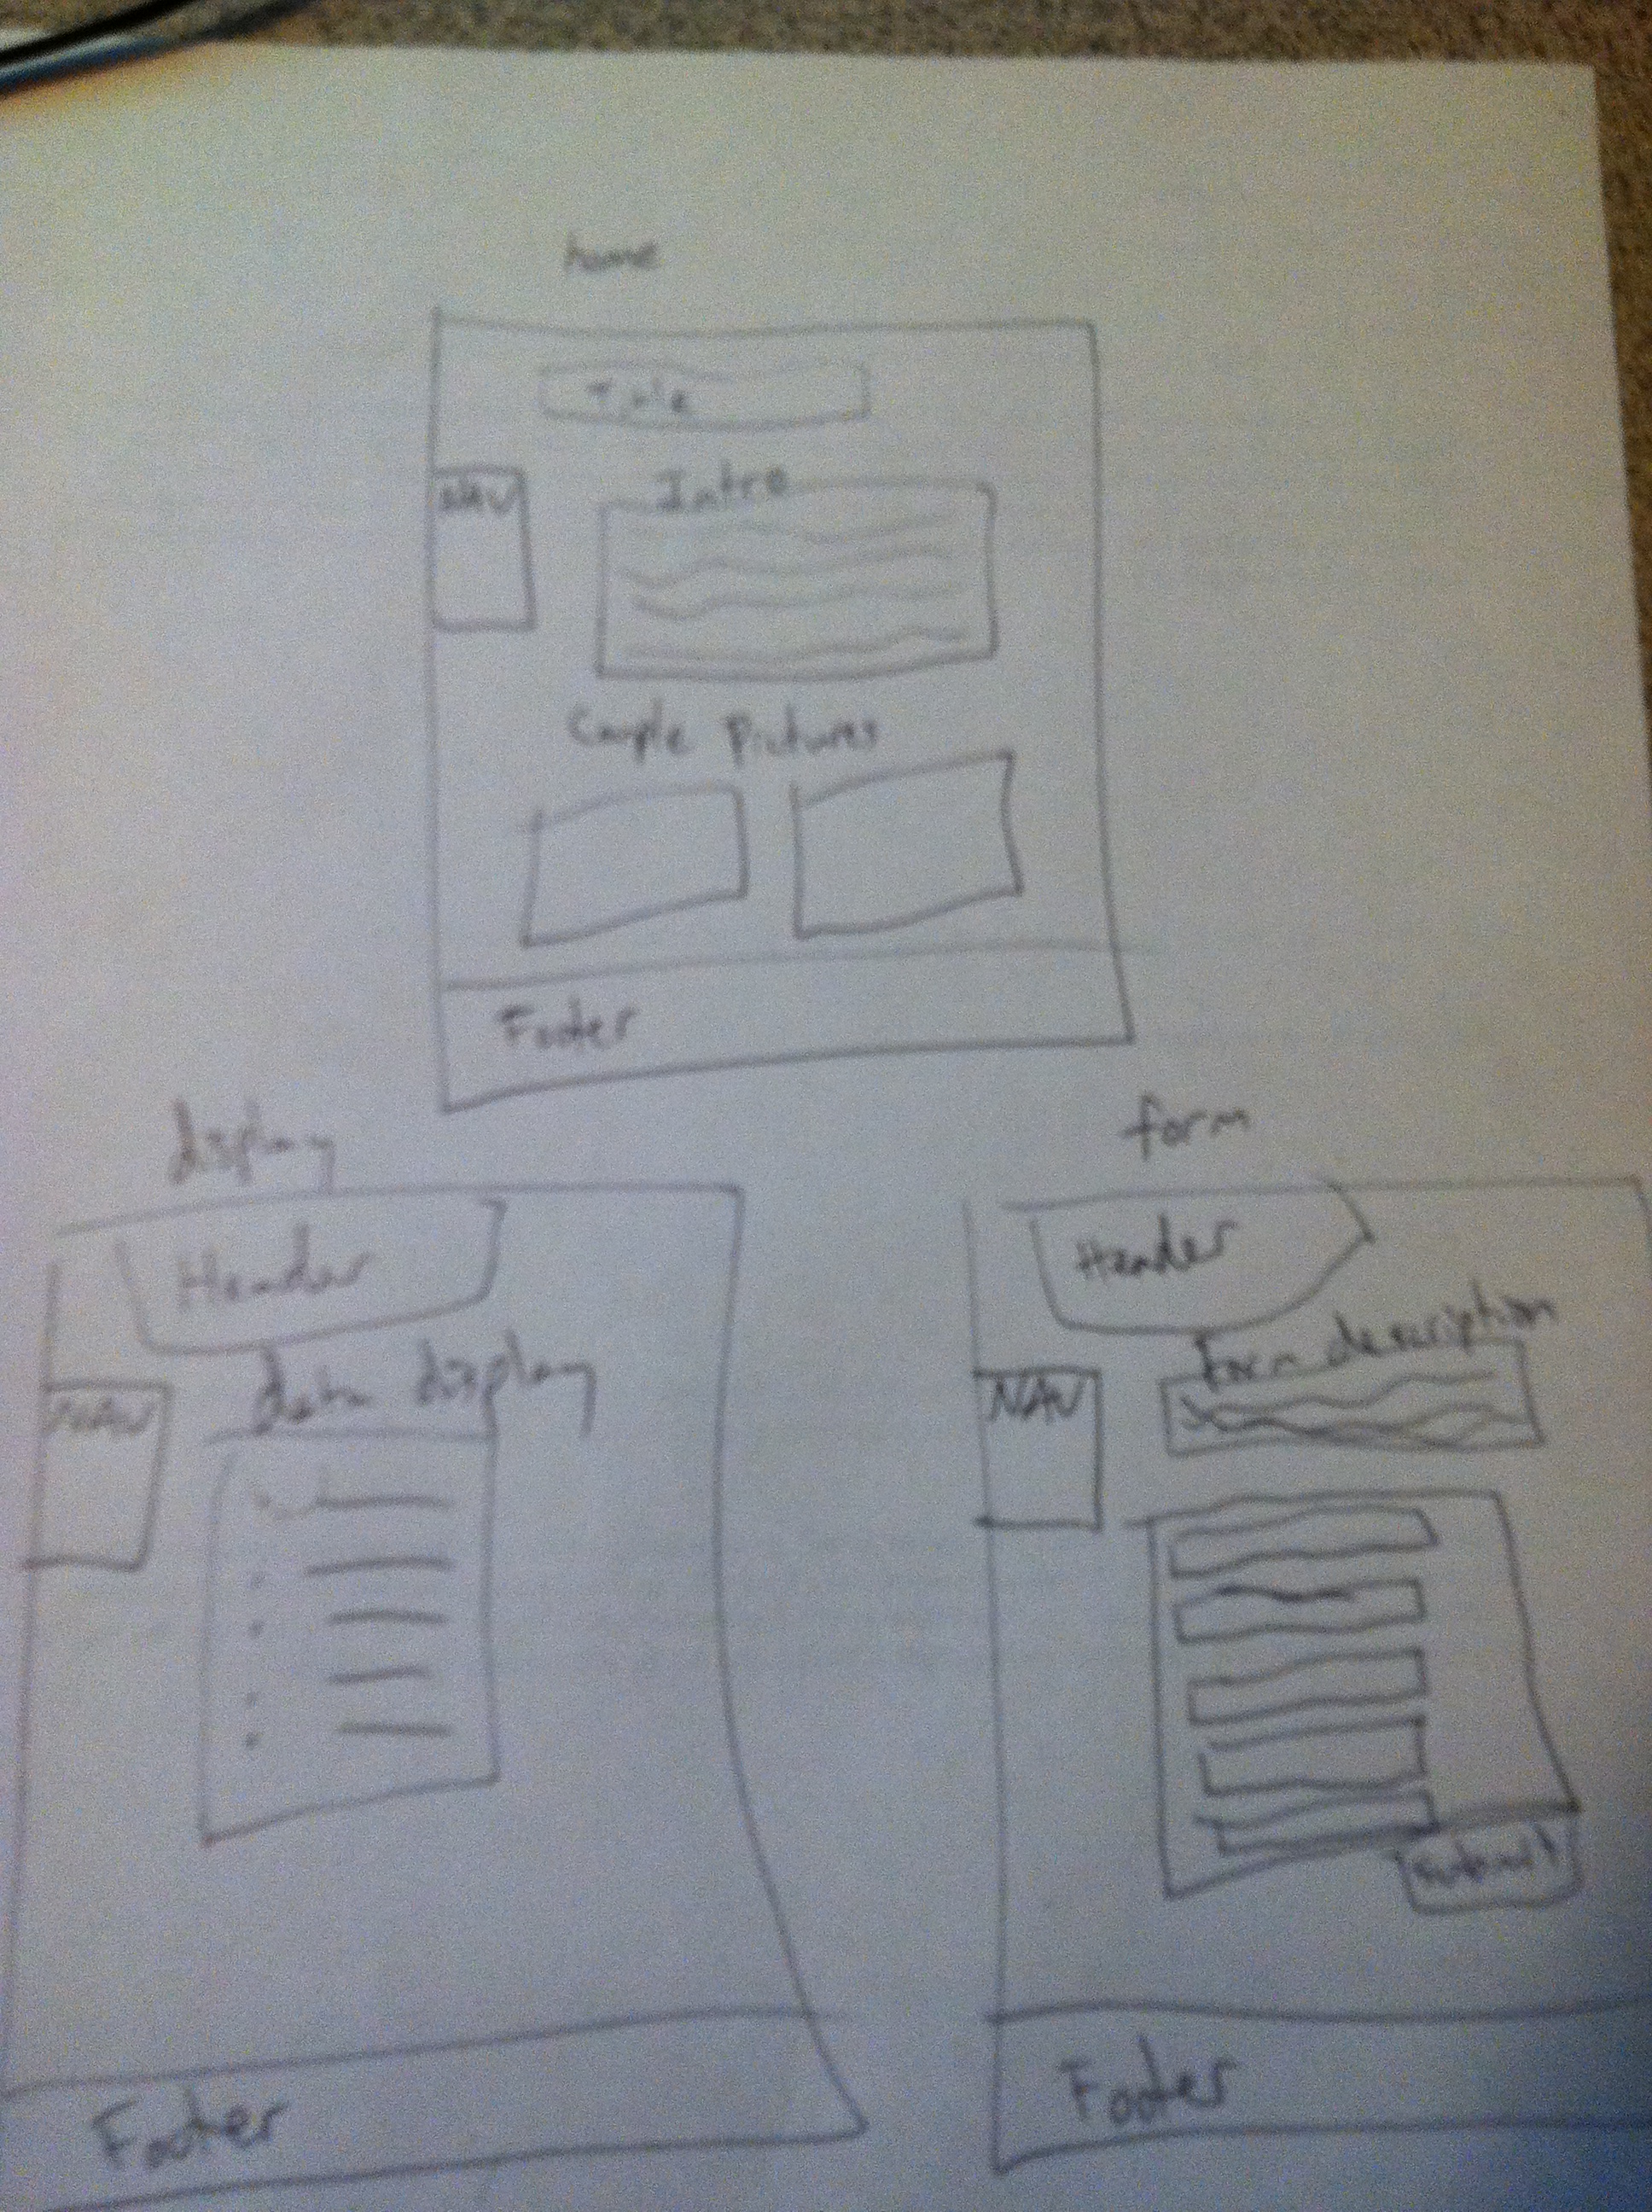 home
Title
NAV
Intro
Couple Pictures
Footer
display
Header
NAV
data display
Footer
form
Header
NAV
Form description
Submit
Footer